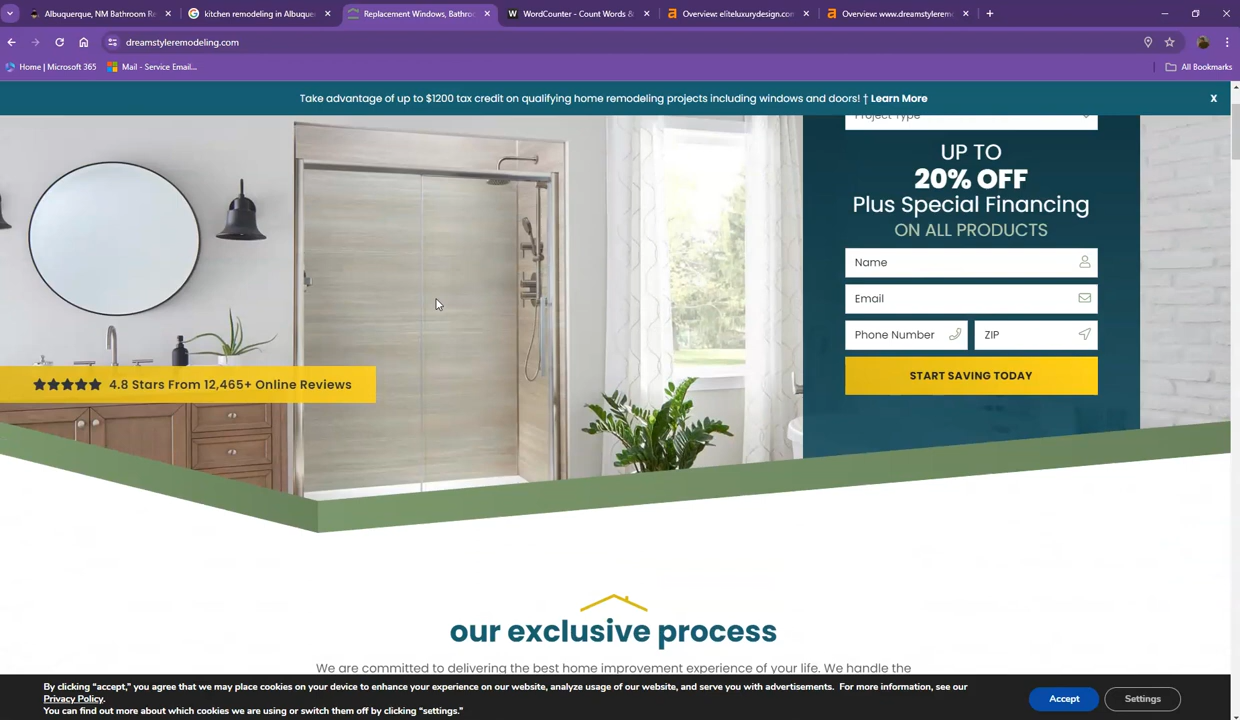 Albuquerque, NM Bathroom Re
kitchen remodeling in Albuque
Replacement Windows, Bathro
WordCounter - Count Words &
Overview: eliteluxurydesign.com
Overview: www.dreamstylerem
dreamstyleremodeling.com
Home | Microsoft 365
Mail - Service Email...
All Bookmarks
Take advantage of up to $1200 tax credit on qualifying home remodeling projects including windows and doors! † Learn More
X
Project Type
UP TO
20% OFF
Plus Special Financing
ON ALL PRODUCTS
Name
Email
Phone Number
ZIP
START SAVING TODAY
4.8 Stars From 12,465+ Online Reviews
our exclusive process
We are committed to delivering the best home improvement experience of your life. We handle the
By clicking “accept,” you agree that we may place cookies on your device to enhance your experience on our website, analyze usage of our website, and serve you with advertisements. For more information, see our
Privacy Policy.
You can find out more about which cookies we are using or switch them off by clicking “settings.”
Accept
Settings